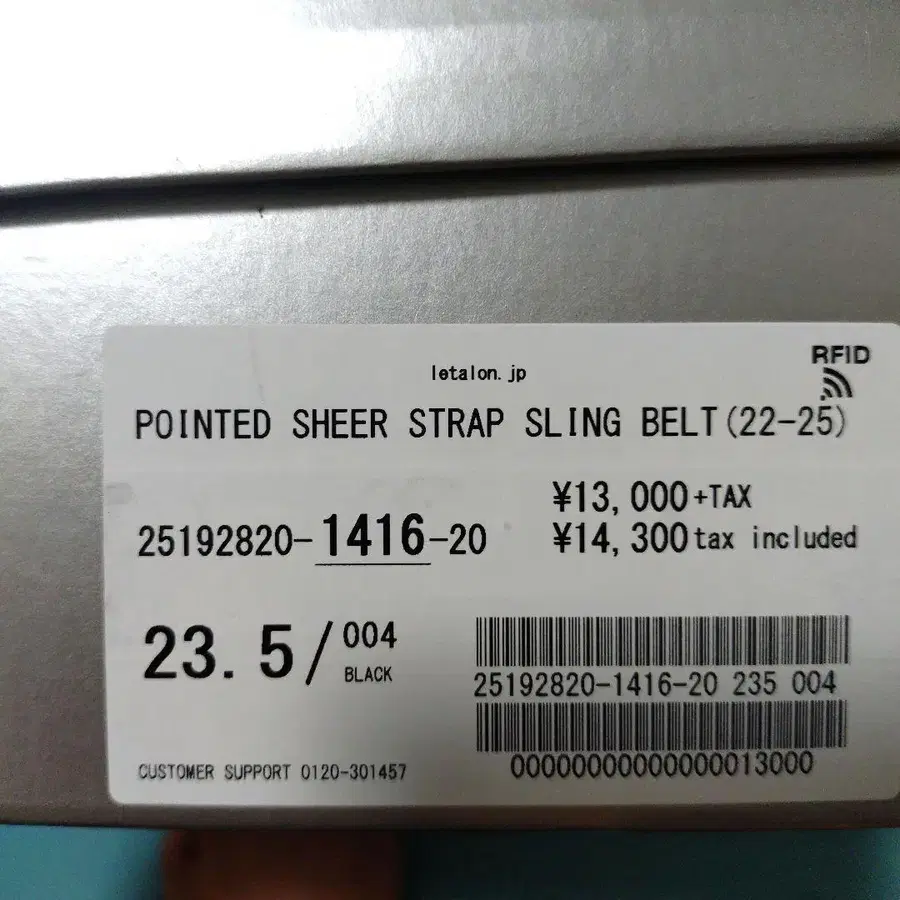 RFID
letalon.jp
POINTED SHEER STRAP SLING BELT(22-25)
¥13,000+TAX
25192820-1416-20
¥14,300tax included
23.5/004
BLACK
25192820-1416-20 235 004
CUSTOMER SUPPORT 0120-301457
00000000000000013000